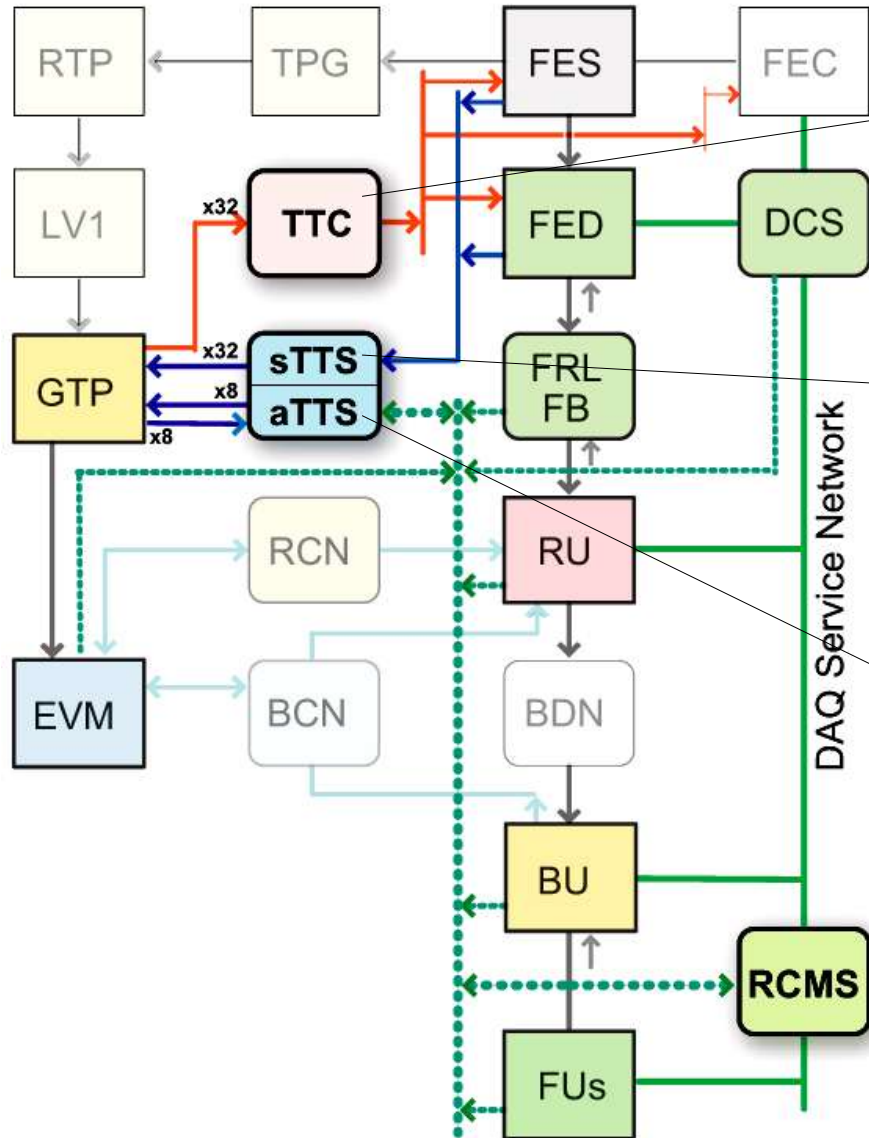 RTP
TPG
FES
FEC
LV1
x32
TTC
FED
DCS
GTP
x32
sTTS
x8
aTTS
x8
FRL
FB
RCN
RU
DAQ Service Network
EVM
BCN
BDN
BU
RCMS
FUs